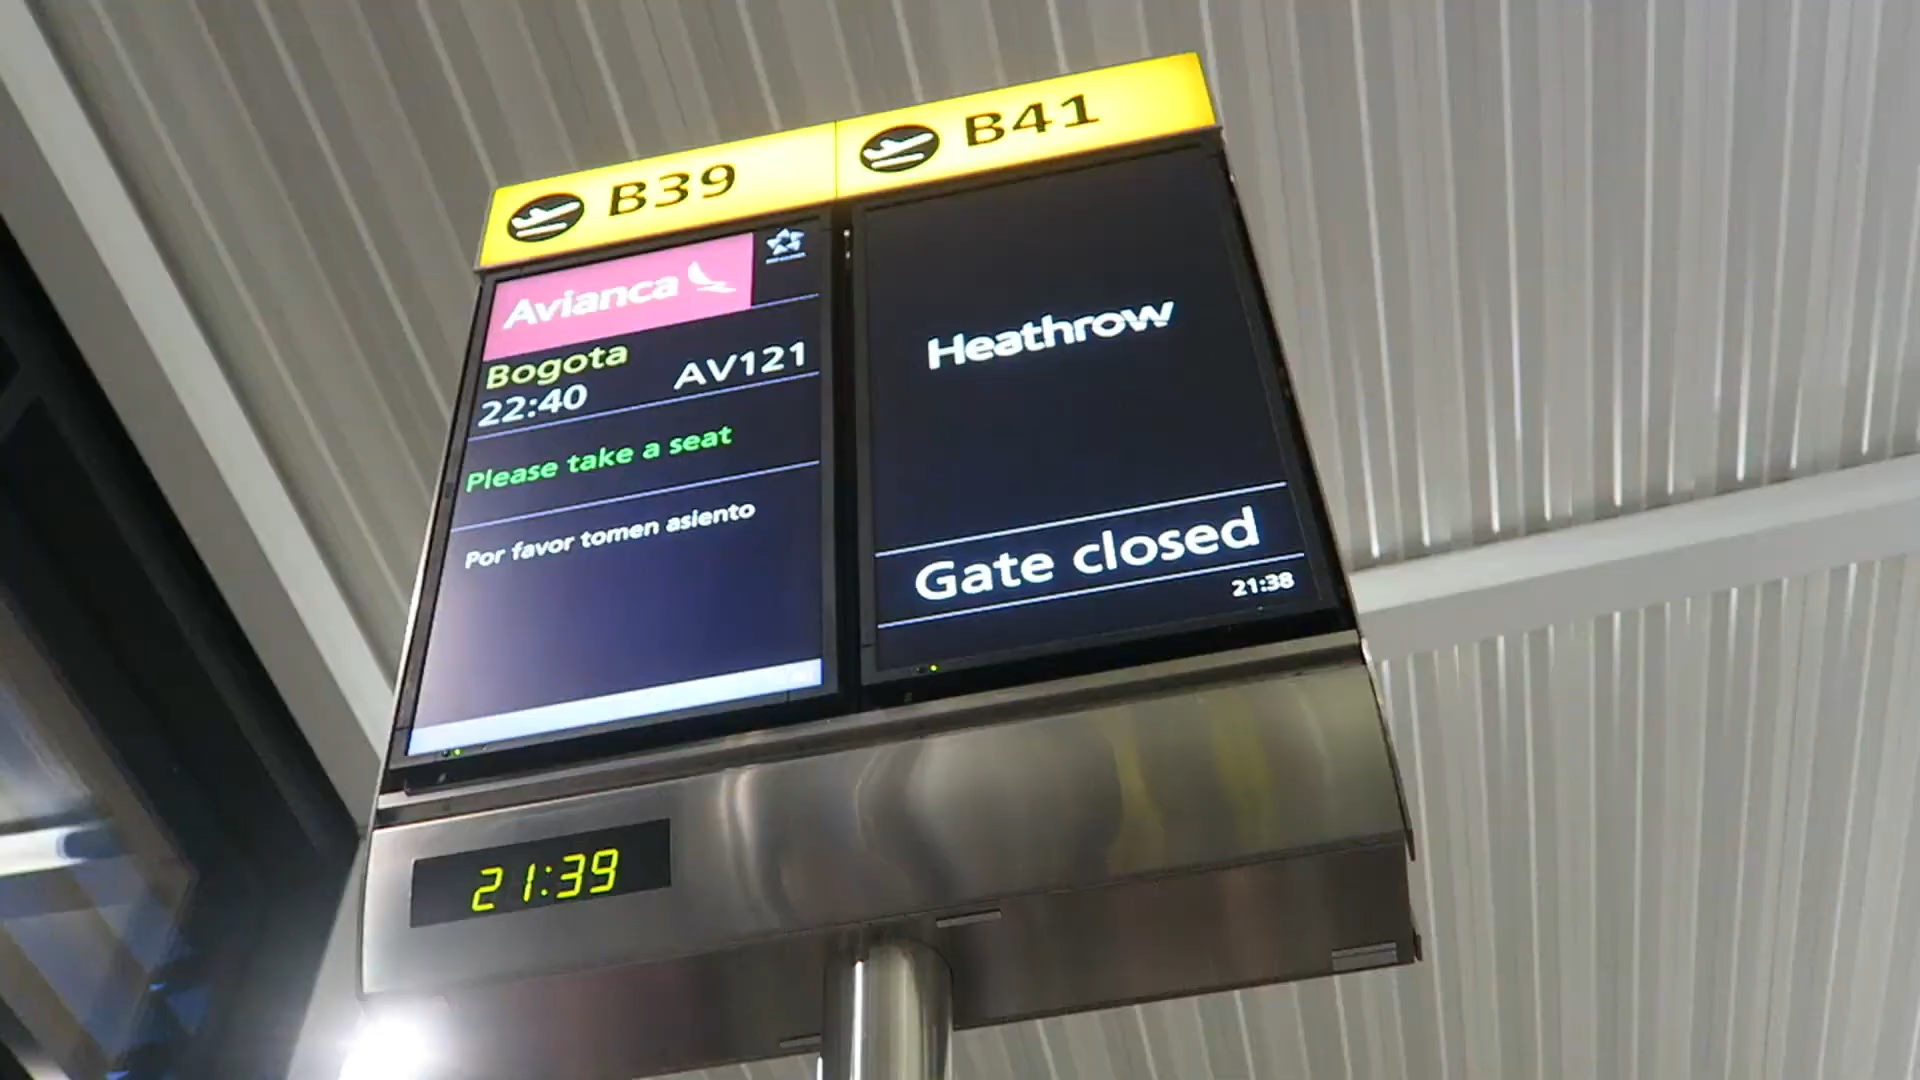 B39
B41
Avianca
Bogota
22:40
AV121
Please take a seat
Por favor tomen asiento
Heathrow
Gate closed
21:38
21:39